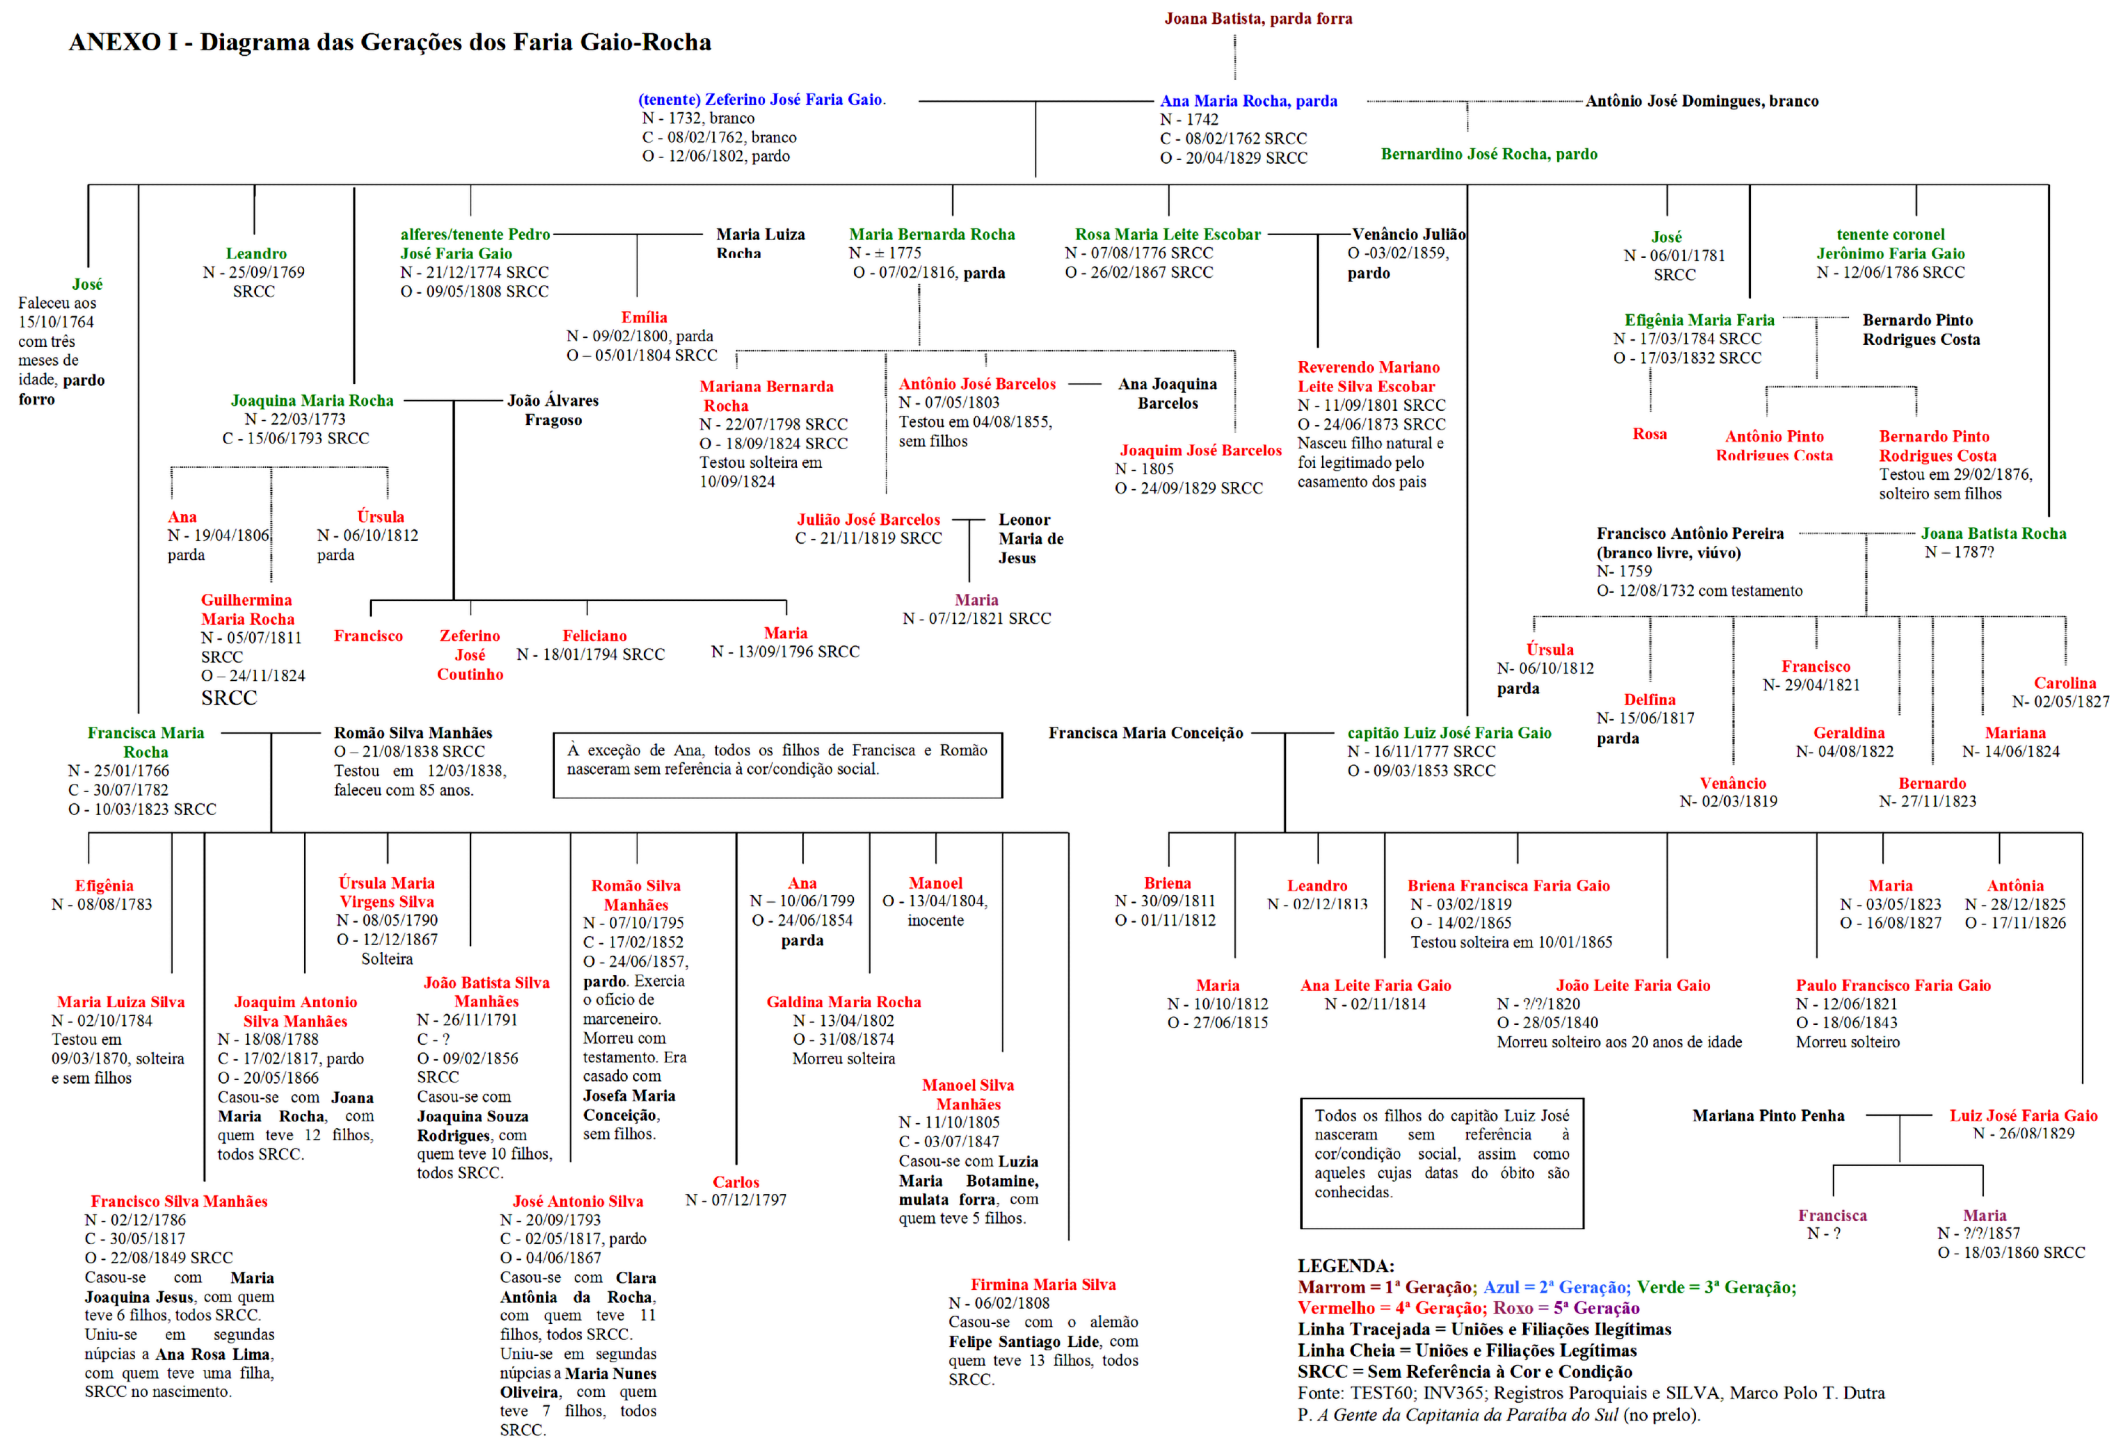 Joana Batista, parda forra
ANEXO I - Diagrama das Gerações dos Faria Gaio-Rocha
(tenente) Zeferino José Faria Gaio.
N - 1732, branco
C - 08/02/1762, branco
O - 12/06/1802, pardo
Ana Maria Rocha, parda
N - 1742
C - 08/02/1762 SRCC
O - 20/04/1829 SRCC
Antônio José Domingues, branco
Bernardino José Rocha, pardo
José
Faleceu aos
15/10/1764
com três
meses de
idade, pardo
forro
Leandro
N - 25/09/1769
SRCC
alferes/tenente Pedro
José Faria Gaio
N - 21/12/1774 SRCC
O - 09/05/1808 SRCC
Maria Luiza
Rocha
Emília
N - 09/02/1800, parda
O – 05/01/1804 SRCC
Maria Bernarda Rocha
N - ± 1775
O - 07/02/1816, parda
Rosa Maria Leite Escobar
N - 07/08/1776 SRCC
O - 26/02/1867 SRCC
Venâncio Julião
O -03/02/1859,
pardo
José
N - 06/01/1781
SRCC
tenente coronel
Jerônimo Faria Gaio
N - 12/06/1786 SRCC
Efigênia Maria Faria
N - 17/03/1784 SRCC
O - 17/03/1832 SRCC
Bernardo Pinto
Rodrigues Costa
Joaquina Maria Rocha
N - 22/03/1773
C - 15/06/1793 SRCC
João Álvares
Fragoso
Mariana Bernarda
Rocha
N - 22/07/1798 SRCC
O - 18/09/1824 SRCC
Testou solteira em
10/09/1824
Antônio José Barcelos
N - 07/05/1803
Testou em 04/08/1855,
sem filhos
Ana Joaquina
Barcelos
Joaquim José Barcelos
N - 1805
O - 24/09/1829 SRCC
Reverendo Mariano
Leite Silva Escobar
N - 11/09/1801 SRCC
O - 24/06/1873 SRCC
Nasceu filho natural e
foi legitimado pelo
casamento dos pais
Rosa
Antônio Pinto
Rodrigues Costa
Bernardo Pinto
Rodrigues Costa
Testou em 29/02/1876,
solteiro sem filhos
Ana
N - 19/04/1806
parda
Úrsula
N - 06/10/1812
parda
Guilhermina
Maria Rocha
N - 05/07/1811
SRCC
O – 24/11/1824
SRCC
Julião José Barcelos
C - 21/11/1819 SRCC
Leonor
Maria de
Jesus
Maria
N - 07/12/1821 SRCC
Francisco Antônio Pereira
(branco livre, viúvo)
N- 1759
O- 12/08/1732 com testamento
Joana Batista Rocha
N – 1787?
Francisco
Zeferino
José
Coutinho
Feliciano
N - 18/01/1794 SRCC
Maria
N - 13/09/1796 SRCC
Úrsula
N- 06/10/1812
parda
Delfina
N- 15/06/1817
parda
Francisco
N- 29/04/1821
Carolina
N- 02/05/1827
Geraldina
N- 04/08/1822
Mariana
N- 14/06/1824
Venâncio
N- 02/03/1819
Bernardo
N- 27/11/1823
Francisca Maria
Rocha
N - 25/01/1766
C - 30/07/1782
O - 10/03/1823 SRCC
Romão Silva Manhães
O – 21/08/1838 SRCC
Testou em 12/03/1838,
faleceu com 85 anos.
À exceção de Ana, todos os filhos de Francisca e Romão
nasceram sem referência à cor/condição social.
Francisca Maria Conceição
capitão Luiz José Faria Gaio
N - 16/11/1777 SRCC
O - 09/03/1853 SRCC
Efigênia
N - 08/08/1783
Úrsula Maria
Virgens Silva
N - 08/05/1790
O - 12/12/1867
Solteira
Romão Silva
Manhães
N - 07/10/1795
C - 17/02/1852
O - 24/06/1857,
pardo. Exercia
o ofício de
marceneiro.
Morreu com
testamento. Era
casado com
Josefa Maria
Conceição,
sem filhos.
Ana
N – 10/06/1799
O - 24/06/1854
parda
Manoel
O - 13/04/1804,
inocente
Briena
N - 30/09/1811
O - 01/11/1812
Leandro
N - 02/12/1813
Briena Francisca Faria Gaio
N - 03/02/1819
O - 14/02/1865
Testou solteira em 10/01/1865
Maria
N - 03/05/1823
O - 16/08/1827
Antônia
N - 28/12/1825
O - 17/11/1826
Maria Luiza Silva
N - 02/10/1784
Testou em
09/03/1870, solteira
e sem filhos
Joaquim Antonio
Silva Manhães
N - 18/08/1788
C - 17/02/1817, pardo
O - 20/05/1866
Casou-se com Joana
Maria Rocha, com
quem teve 12 filhos,
todos SRCC.
João Batista Silva
Manhães
N - 26/11/1791
C - ?
O - 09/02/1856
SRCC
Casou-se com
Joaquina Souza
Rodrigues, com
quem teve 10 filhos,
todos SRCC.
Galdina Maria Rocha
N - 13/04/1802
O - 31/08/1874
Morreu solteira
Maria
N - 10/10/1812
O - 27/06/1815
Ana Leite Faria Gaio
N - 02/11/1814
João Leite Faria Gaio
N - ?/?/1820
O - 28/05/1840
Morreu solteiro aos 20 anos de idade
Paulo Francisco Faria Gaio
N - 12/06/1821
O - 18/06/1843
Morreu solteiro
Manoel Silva
Manhães
N - 11/10/1805
C - 03/07/1847
Casou-se com Luzia
Maria Botamine,
mulata forra, com
quem teve 5 filhos.
Todos os filhos do capitão Luiz José
nasceram sem referência à
cor/condição social, assim como
aqueles cujas datas do óbito são
conhecidas.
Mariana Pinto Penha
Luiz José Faria Gaio
N - 26/08/1829
Francisca
N - ?
Maria
N - ?/?/1857
O - 18/03/1860 SRCC
Francisco Silva Manhães
N - 02/12/1786
C - 30/05/1817
O - 22/08/1849 SRCC
Casou-se com Maria
Joaquina Jesus, com quem
teve 6 filhos, todos SRCC.
Uniu-se em segundas
núpcias a Ana Rosa Lima,
com quem teve uma filha,
SRCC no nascimento.
José Antonio Silva
N - 20/09/1793
C - 02/05/1817, pardo
O - 04/06/1867
Casou-se com Clara
Antônia da Rocha,
com quem teve 11
filhos, todos SRCC.
Uniu-se em segundas
núpcias a Maria Nunes
Oliveira, com quem
teve 7 filhos, todos
SRCC.
Carlos
N - 07/12/1797
Firmina Maria Silva
N - 06/02/1808
Casou-se com o alemão
Felipe Santiago Lide, com
quem teve 13 filhos, todos
SRCC.
LEGENDA:
Marrom = 1ª Geração; Azul = 2ª Geração; Verde = 3ª Geração;
Vermelho = 4ª Geração; Roxo = 5ª Geração
Linha Tracejada = Uniões e Filiações Ilegítimas
Linha Cheia = Uniões e Filiações Legítimas
SRCC = Sem Referência à Cor e Condição
Fonte: TEST60; INV365; Registros Paroquiais e SILVA, Marco Polo T. Dutra
P. A Gente da Capitania da Paraíba do Sul (no prelo).